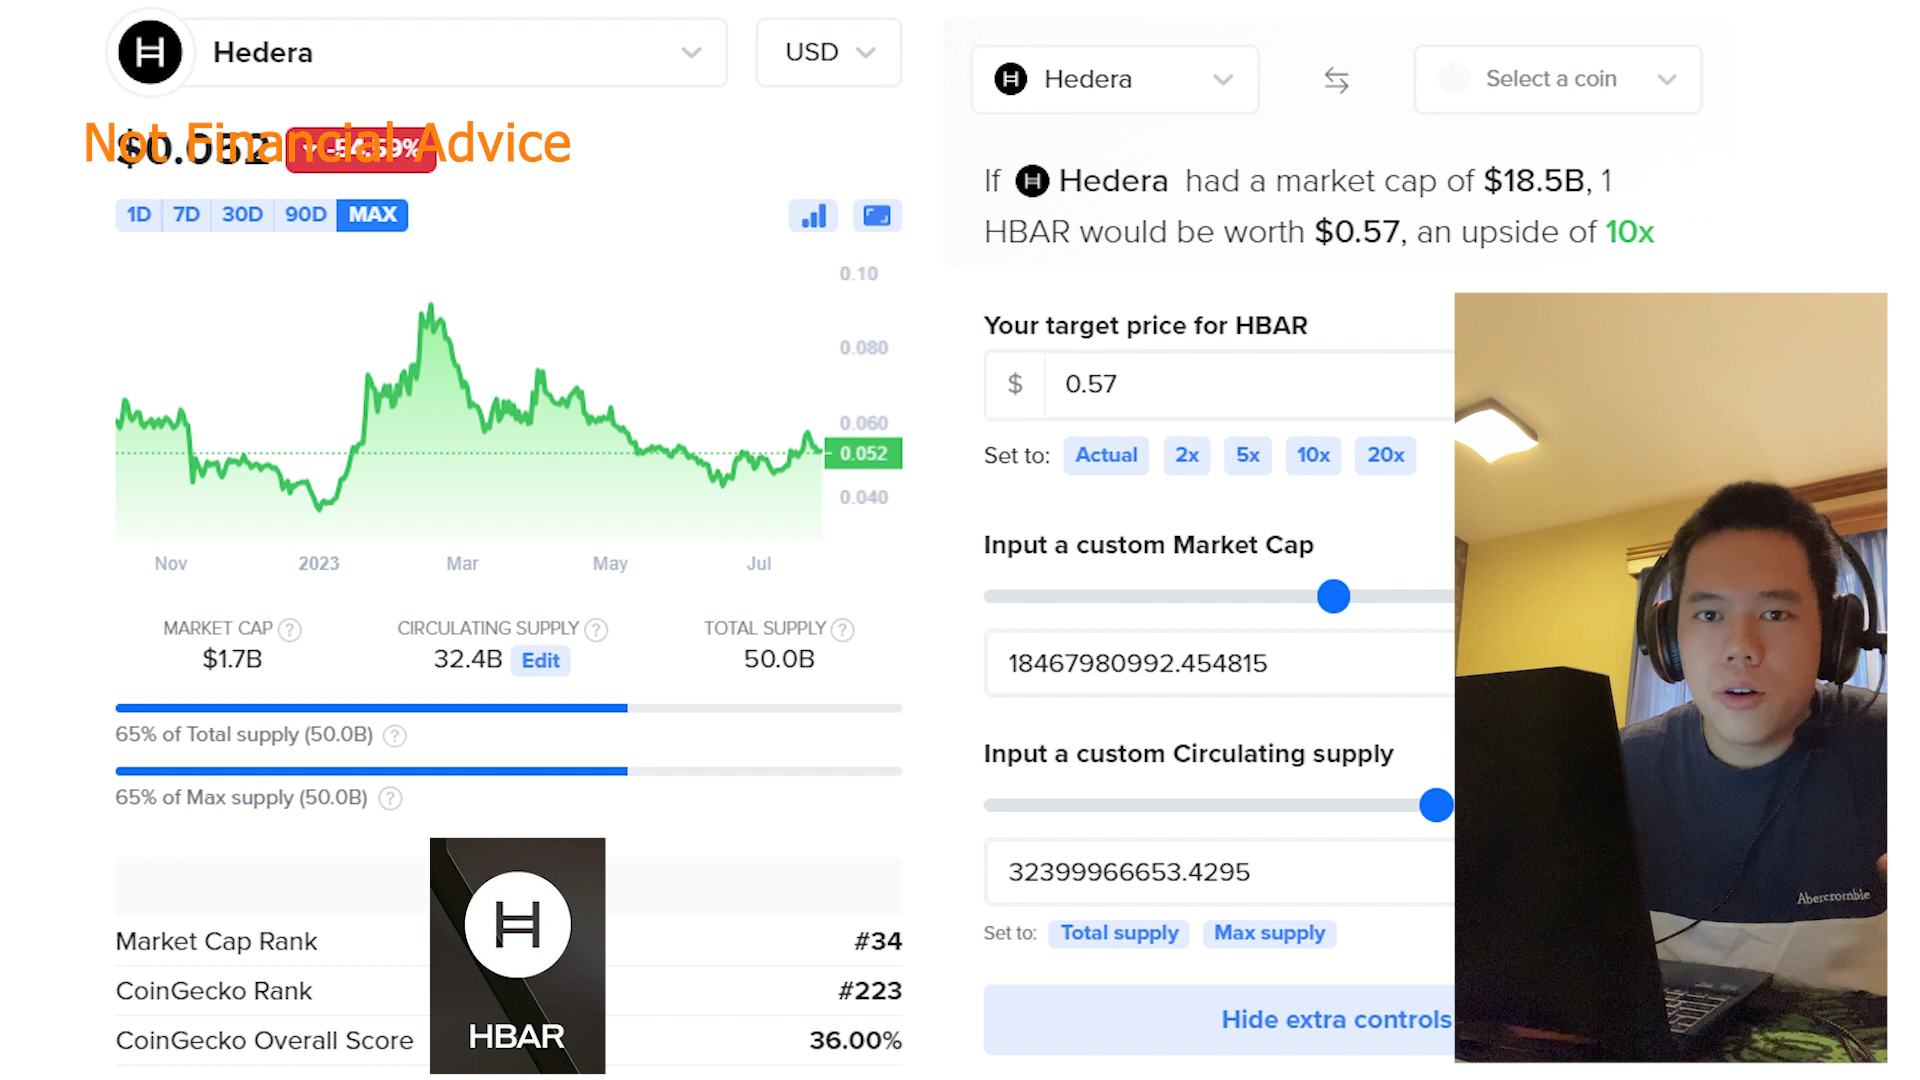 Hedera
USD
Not Financial Advice
$0.052 -54.59%
1D 7D 30D 90D MAX
0.10
0.080
0.060
0.052
0.040
Nov 2023 Mar May Jul
MARKET CAP ? CIRCULATING SUPPLY ? TOTAL SUPPLY ?
$1.7B 32.4B Edit 50.0B
65% of Total supply (50.0B) ?
65% of Max supply (50.0B) ?
Market Cap Rank #34
CoinGecko Rank #223
CoinGecko Overall Score 36.00%
HBAR
Hedera Select a coin
If Hedera had a market cap of $18.5B, 1
HBAR would be worth $0.57, an upside of 10x
Your target price for HBAR
$ 0.57
Set to: Actual 2x 5x 10x 20x
Input a custom Market Cap
18467980992.454815
Input a custom Circulating supply
32399966653.4295
Set to: Total supply Max supply
Hide extra controls
Abercrombie